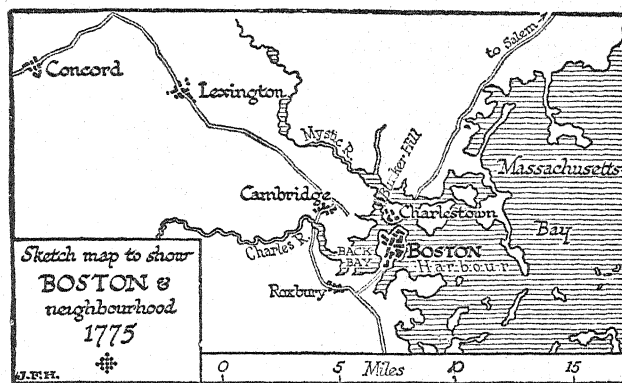 to Salem
Concord
Lexington
Mystic R.
Bunker Hill
Massachusetts
Bay
Cambridge
Charlestown
Charles R.
BACK
BAY
BOSTON
Harbour
Roxbury
Sketch map to show
BOSTON &
neighbourhood
1775
J.F.H.
0 5 Miles 10 15